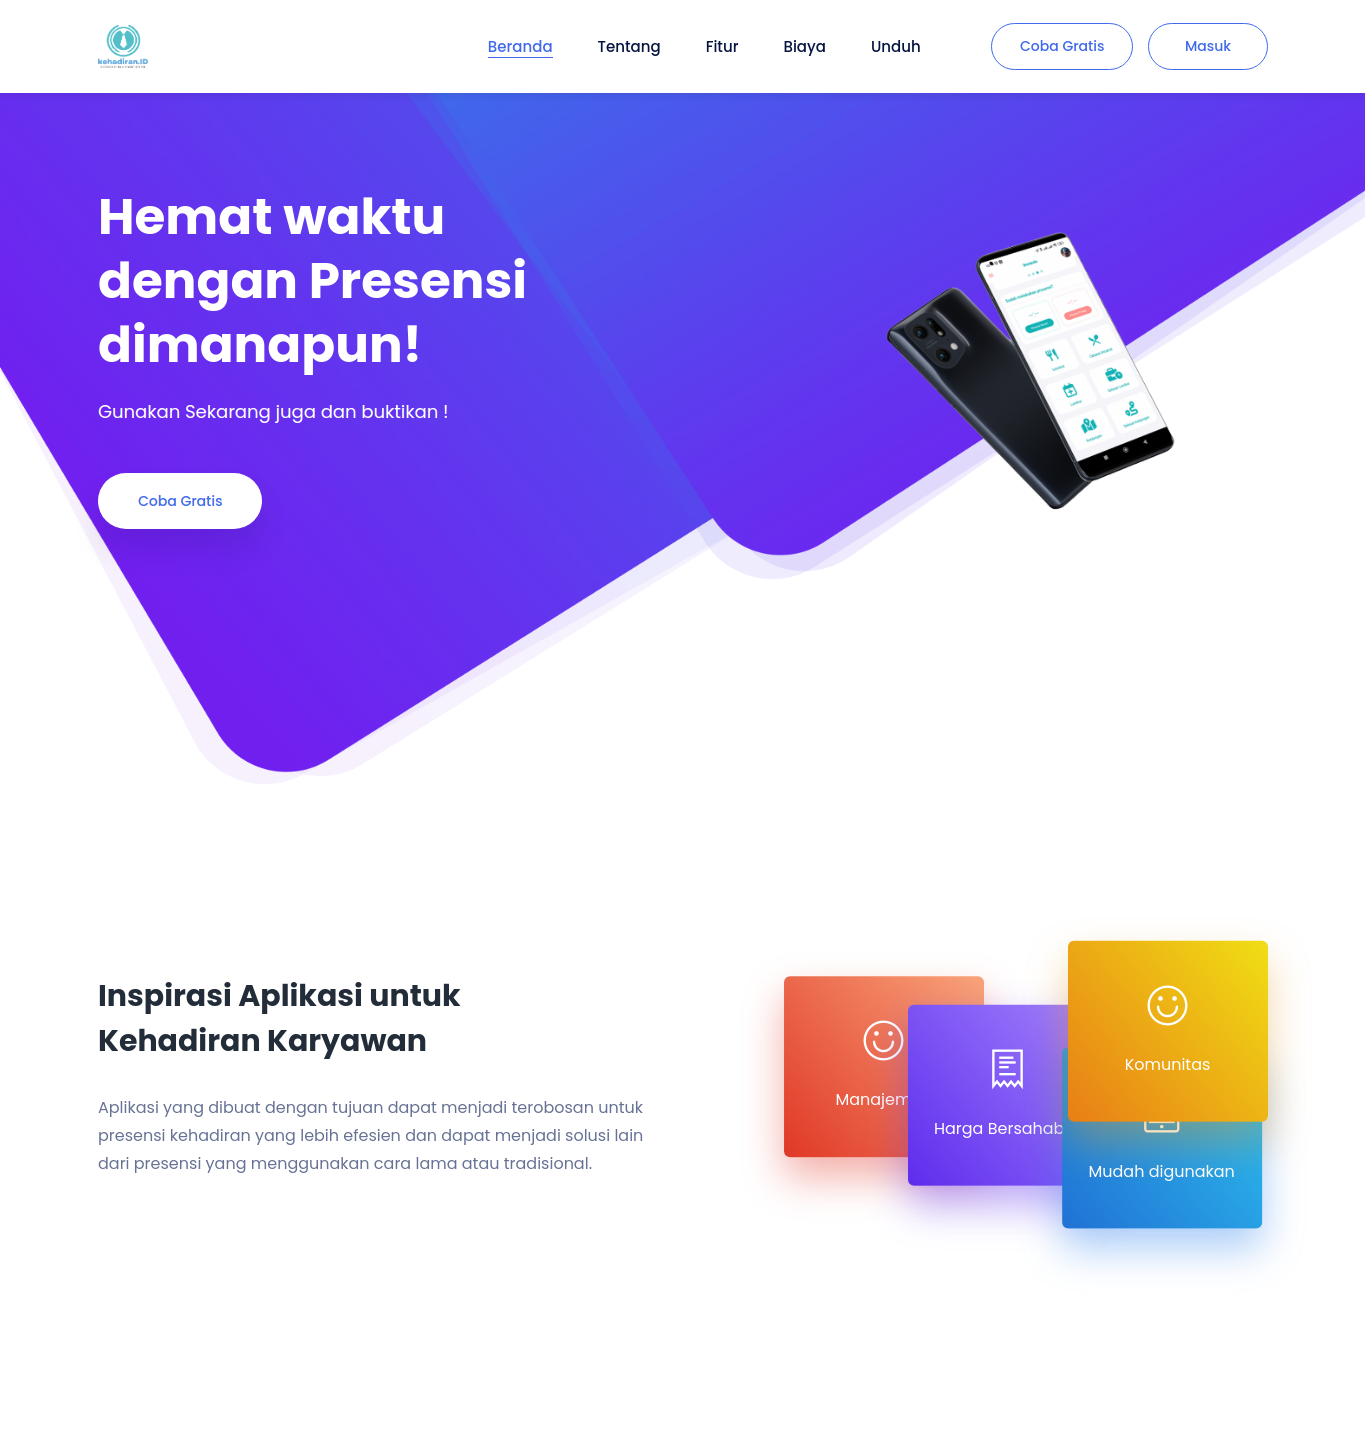 kehadiran.ID
Beranda
Tentang
Fitur
Biaya
Unduh
Coba Gratis
Masuk
Hemat waktu
dengan Presensi
dimanapun!
Gunakan Sekarang juga dan buktikan !
Coba Gratis
Inspirasi Aplikasi untuk
Kehadiran Karyawan
Aplikasi yang dibuat dengan tujuan dapat menjadi terobosan untuk
presensi kehadiran yang lebih efesien dan dapat menjadi solusi lain
dari presensi yang menggunakan cara lama atau tradisional.
Manajem
Harga Bersahab
Komunitas
Mudah digunakan